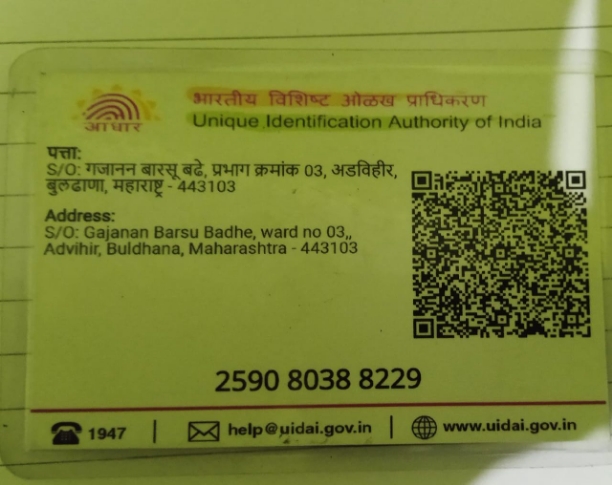 आधार
भारतीय विशिष्ट ओळख प्राधिकरण
Unique Identification Authority of India
पत्ता:
S/O: गजानन बारसू बढे, प्रभाग क्रमांक 03, अडविहीर,
बुलढाणा, महाराष्ट्र - 443103
Address:
S/O: Gajanan Barsu Badhe, ward no 03,,
Advihir, Buldhana, Maharashtra - 443103
2590 8038 8229
1947 | help@uidai.gov.in | www.uidai.gov.in